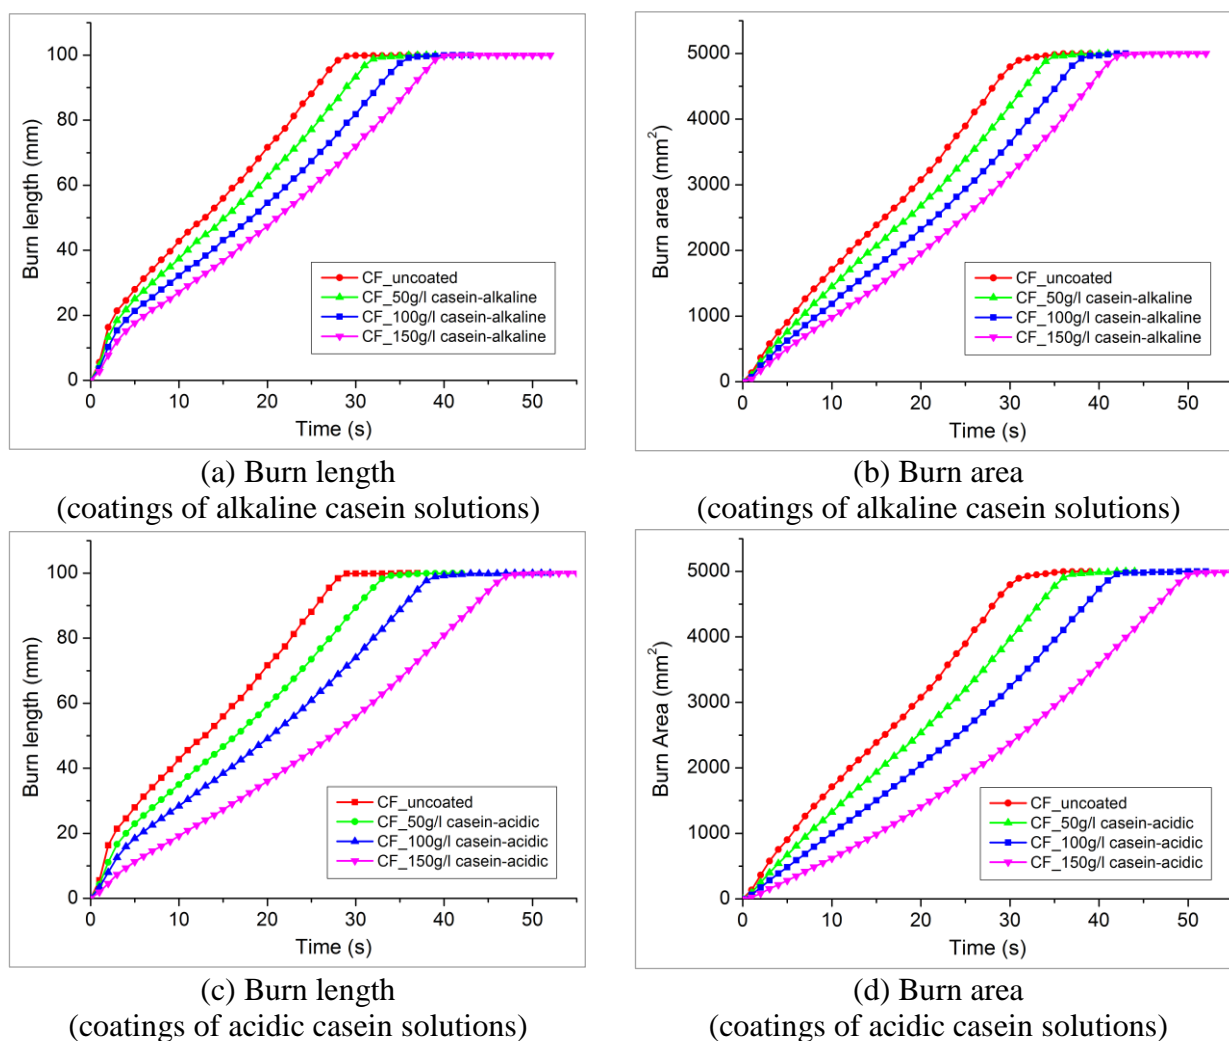 Burn length (mm)
100
80
60
40
20
0
CF_uncoated
CF_50g/l casein-alkaline
CF_100g/l casein-alkaline
CF_150g/l casein-alkaline
0 10 20 30 40 50
Time (s)
(a) Burn length
(coatings of alkaline casein solutions)
Burn area (mm²)
5000
4000
3000
2000
1000
0
CF_uncoated
CF_50g/l casein-alkaline
CF_100g/l casein-alkaline
CF_150g/l casein-alkaline
0 10 20 30 40 50
Time (s)
(b) Burn area
(coatings of alkaline casein solutions)
Burn length (mm)
100
80
60
40
20
0
CF_uncoated
CF_50g/l casein-acidic
CF_100g/l casein-acidic
CF_150g/l casein-acidic
0 10 20 30 40 50
Time (s)
(c) Burn length
(coatings of acidic casein solutions)
Burn Area (mm²)
5000
4000
3000
2000
1000
0
CF_uncoated
CF_50g/l casein-acidic
CF_100g/l casein-acidic
CF_150g/l casein-acidic
0 10 20 30 40 50
Time (s)
(d) Burn area
(coatings of acidic casein solutions)